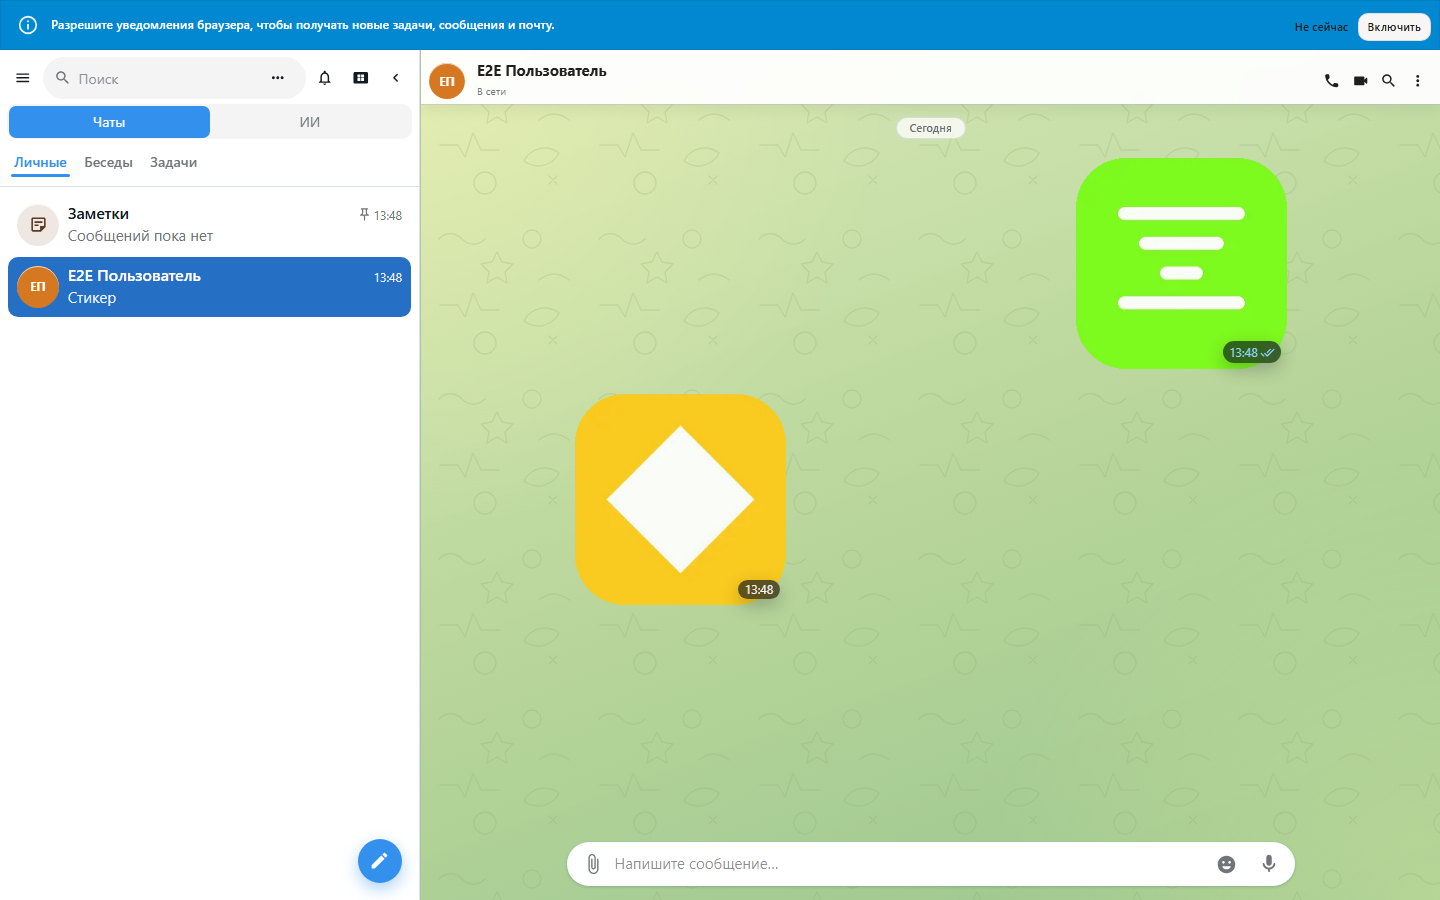 Разрешите уведомления браузера, чтобы получать новые задачи, сообщения и почту.
Не сейчас
Включить
Поиск
Чаты
ИИ
Личные
Беседы
Задачи
Заметки
13:48
Сообщений пока нет
ЕП
E2E Пользователь
13:48
Стикер
ЕП
E2E Пользователь
В сети
Сегодня
13:48
13:48
Напишите сообщение...